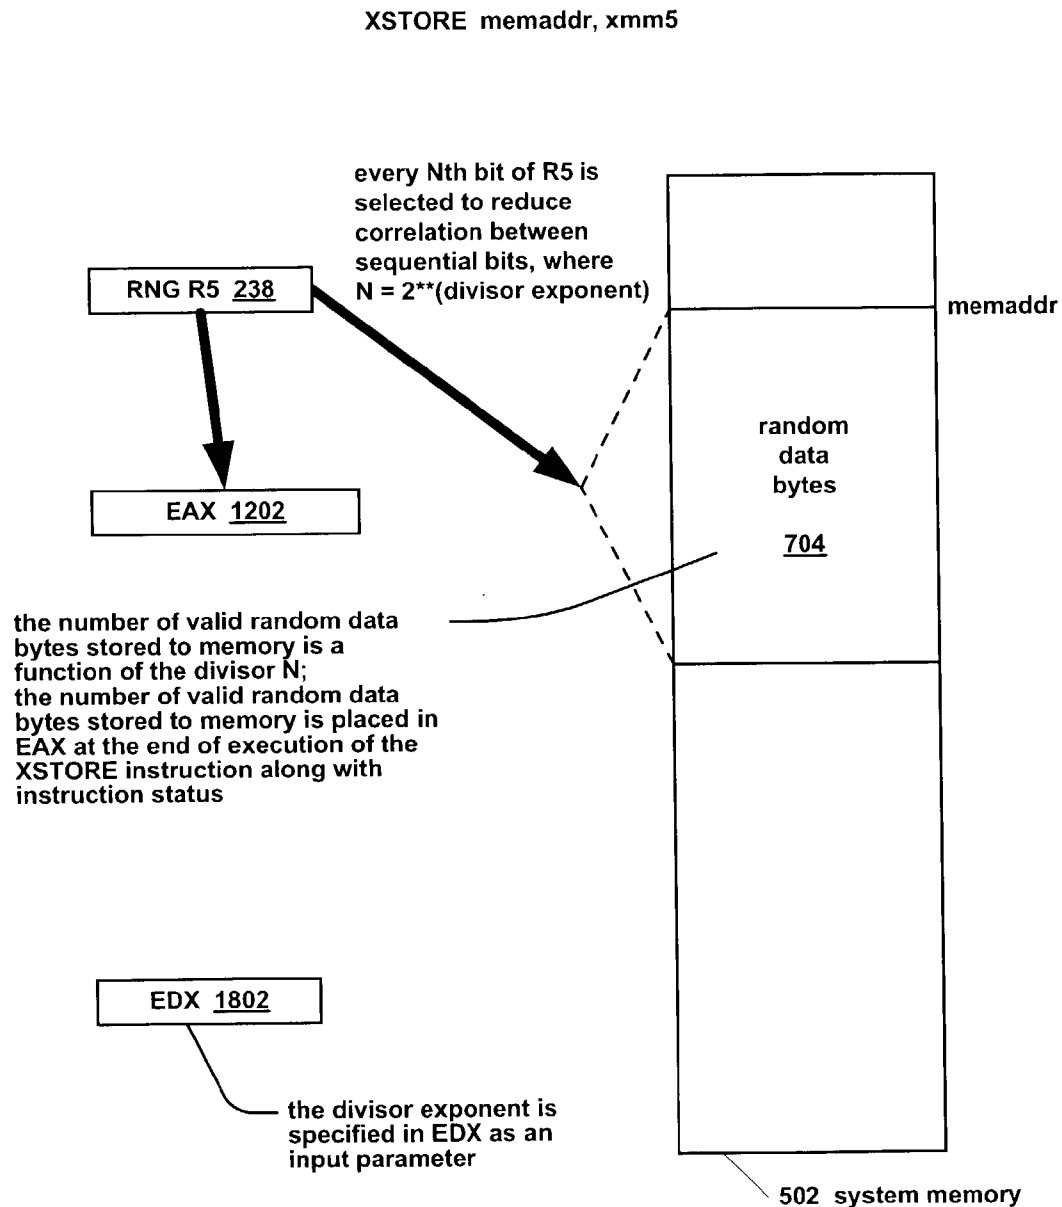 XSTORE memaddr, xmm5
every Nth bit of R5 is
selected to reduce
correlation between
sequential bits, where
N = 2**(divisor exponent)
RNG R5 238
memaddr
random
data
bytes
704
EAX 1202
the number of valid random data
bytes stored to memory is a
function of the divisor N;
the number of valid random data
bytes stored to memory is placed in
EAX at the end of execution of the
XSTORE instruction along with
instruction status
EDX 1802
the divisor exponent is
specified in EDX as an
input parameter
502 system memory